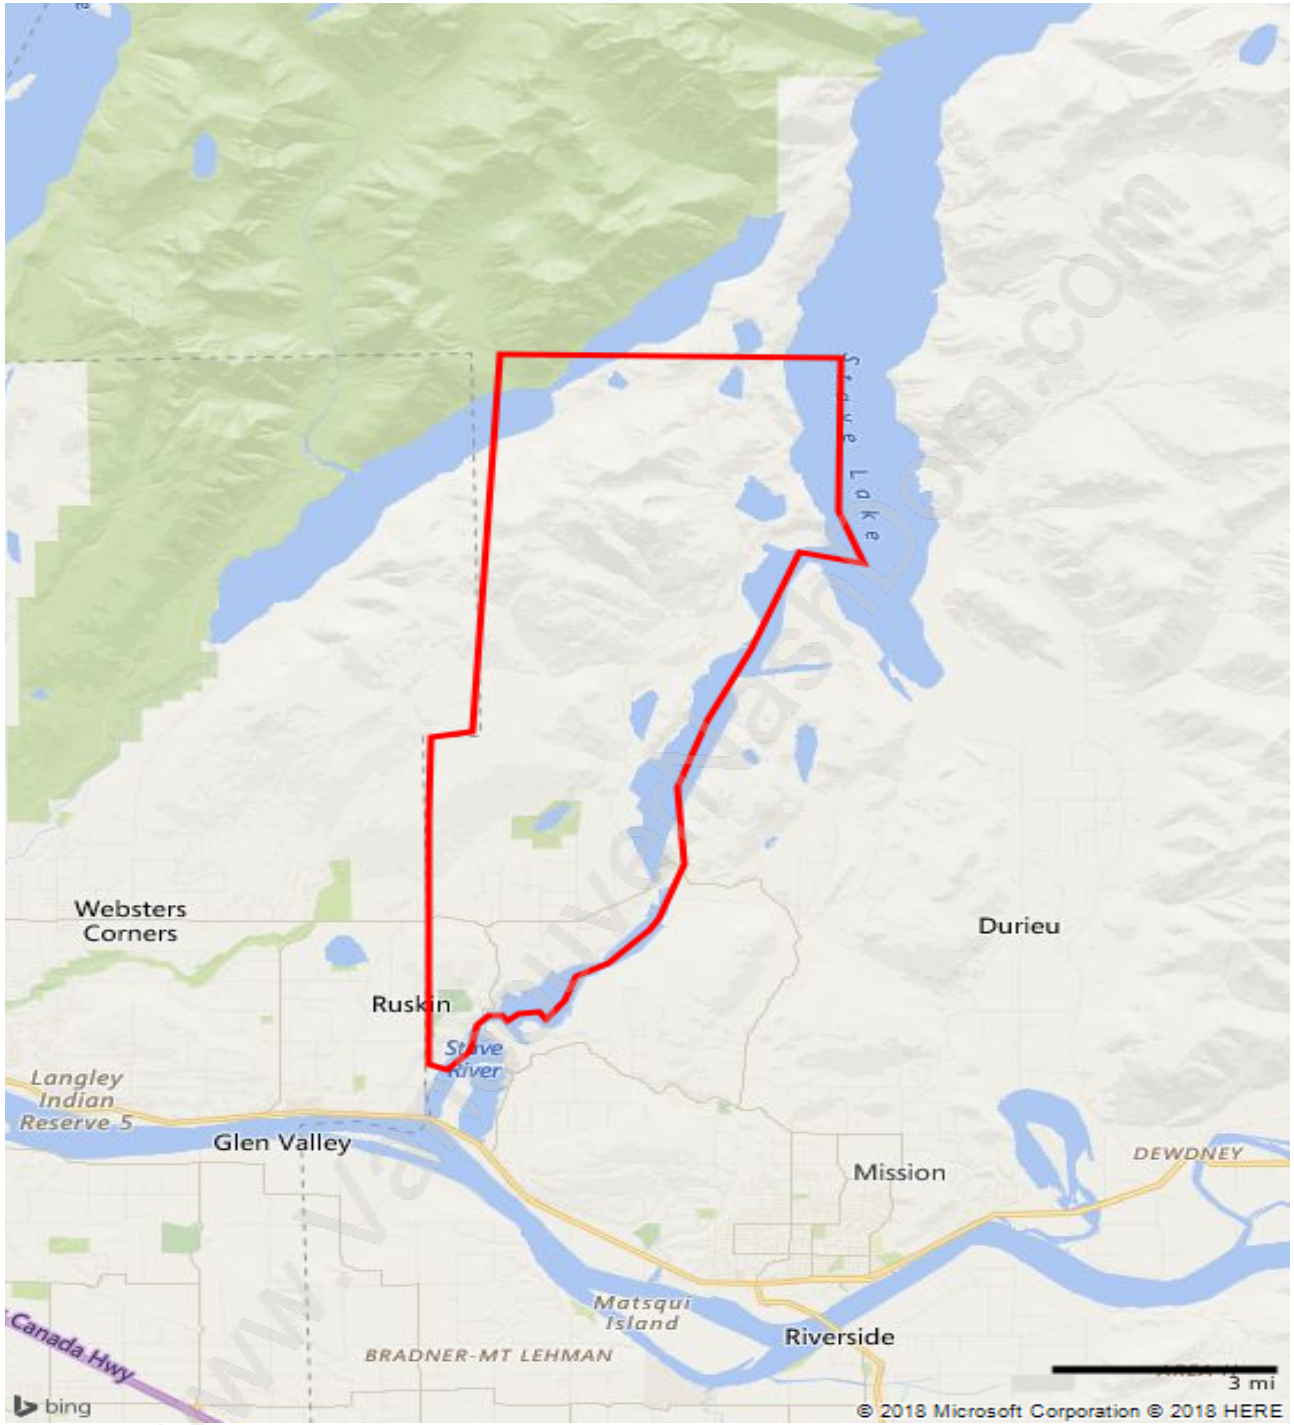 Stave Lake
Websters
Corners
Durieu
Ruskin
Stave
River
Langley
Indian
Reserve 5
Glen Valley
DEWDNEY
Mission
Matsqui
Island
Canada Hwy
Riverside
BRADNER-MT LEHMAN
3 mi
bing
© 2018 Microsoft Corporation © 2018 HERE